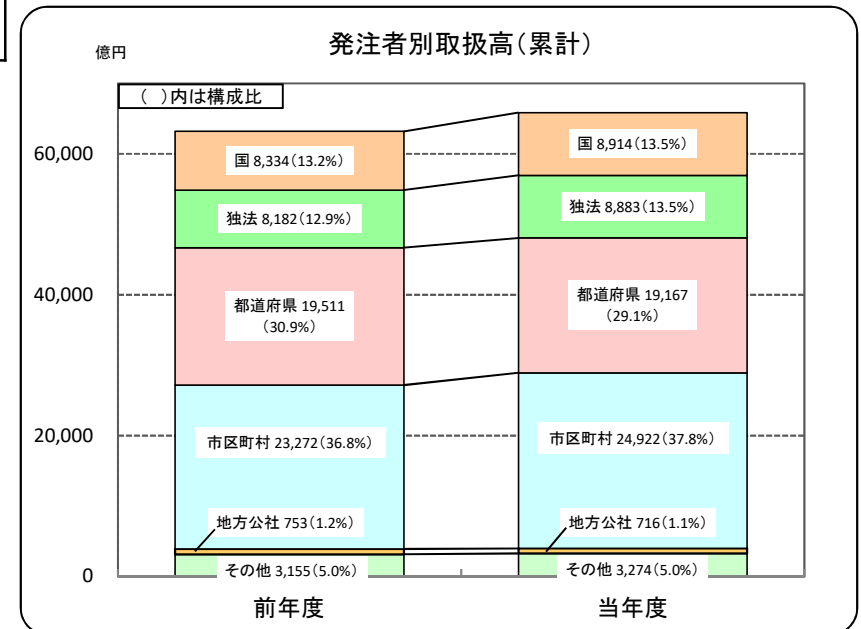 発注者別取扱高(累計)
億円
( )内は構成比
60,000
40,000
20,000
0
国 8,334(13.2%)
独法 8,182(12.9%)
都道府県 19,511
(30.9%)
市区町村 23,272(36.8%)
地方公社 753(1.2%)
その他 3,155(5.0%)
国 8,914(13.5%)
独法 8,883(13.5%)
都道府県 19,167
(29.1%)
市区町村 24,922(37.8%)
地方公社 716(1.1%)
その他 3,274(5.0%)
前年度
当年度